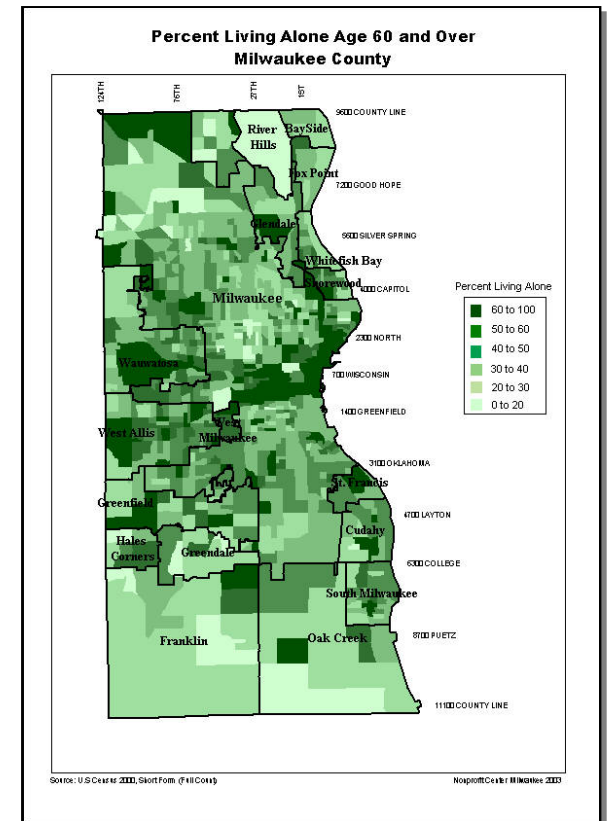 Percent Living Alone Age 60 and Over
Milwaukee County
124TH
76TH
27TH
1ST
9600 COUNTY LINE
River
Hills
BaySide
Fox Point
7200 GOOD HOPE
Glendale
5600 SILVER SPRING
Whitefish Bay
Shorewood
4000 CAPITOL
Milwaukee
2300 NORTH
Wauwatosa
700 WISCONSIN
1400 GREENFIELD
West Allis
West
Milwaukee
3100 OKLAHOMA
St. Francis
Greenfield
4700 LAYTON
Cudahy
Hales
Corners
Greendale
6300 COLLEGE
South Milwaukee
Franklin
Oak Creek
8700 PUETZ
11100 COUNTY LINE
Percent Living Alone
60 to 100
50 to 60
40 to 50
30 to 40
20 to 30
0 to 20
Source: U.S Census 2000, Short Form (Full Count)
Nonprofit Center Milwaukee 2003